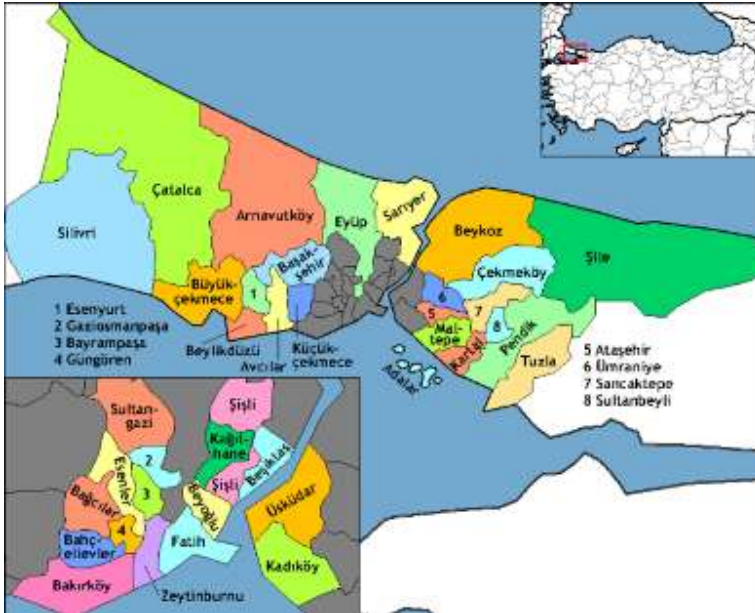 Silivri
Çatalca
Arnavutköy
Eyüp
Sarıyer
Beykoz
Şile
Çekmeköy
Büyük-
çekmece
Başak-
şehir
1
6
7
5
8
Mal-
tepe
Kartal
Pendik
Tuzla
Adalar
Beylikdüzü
Avcılar
Küçük-
çekmece
1 Esenyurt
2 Gaziosmanpaşa
3 Bayrampaşa
4 Güngören
5 Ataşehir
6 Ümraniye
7 Sancaktepe
8 Sultanbeyli
Sultan-
gazi
Şişli
Kağıt-
hane
Beşiktaş
2
Esenler
3
Şişli
Bağcılar
Beyoğlu
Üsküdar
4
Bahç-
elievler
Fatih
Kadıköy
Bakırköy
Zeytinburnu